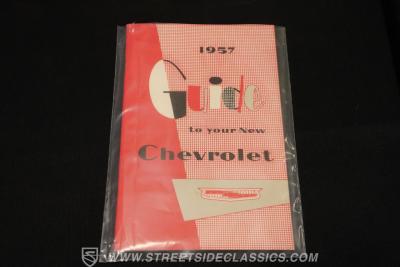 1957
Guide
to your New
Chevrolet
WWW.STREETSIDECLASSICS.COM